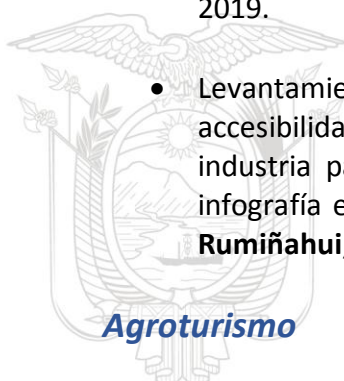 2019.
• Levantamie
accesibilida
industria pa
infografía e
Rumiñahui,
Agroturismo